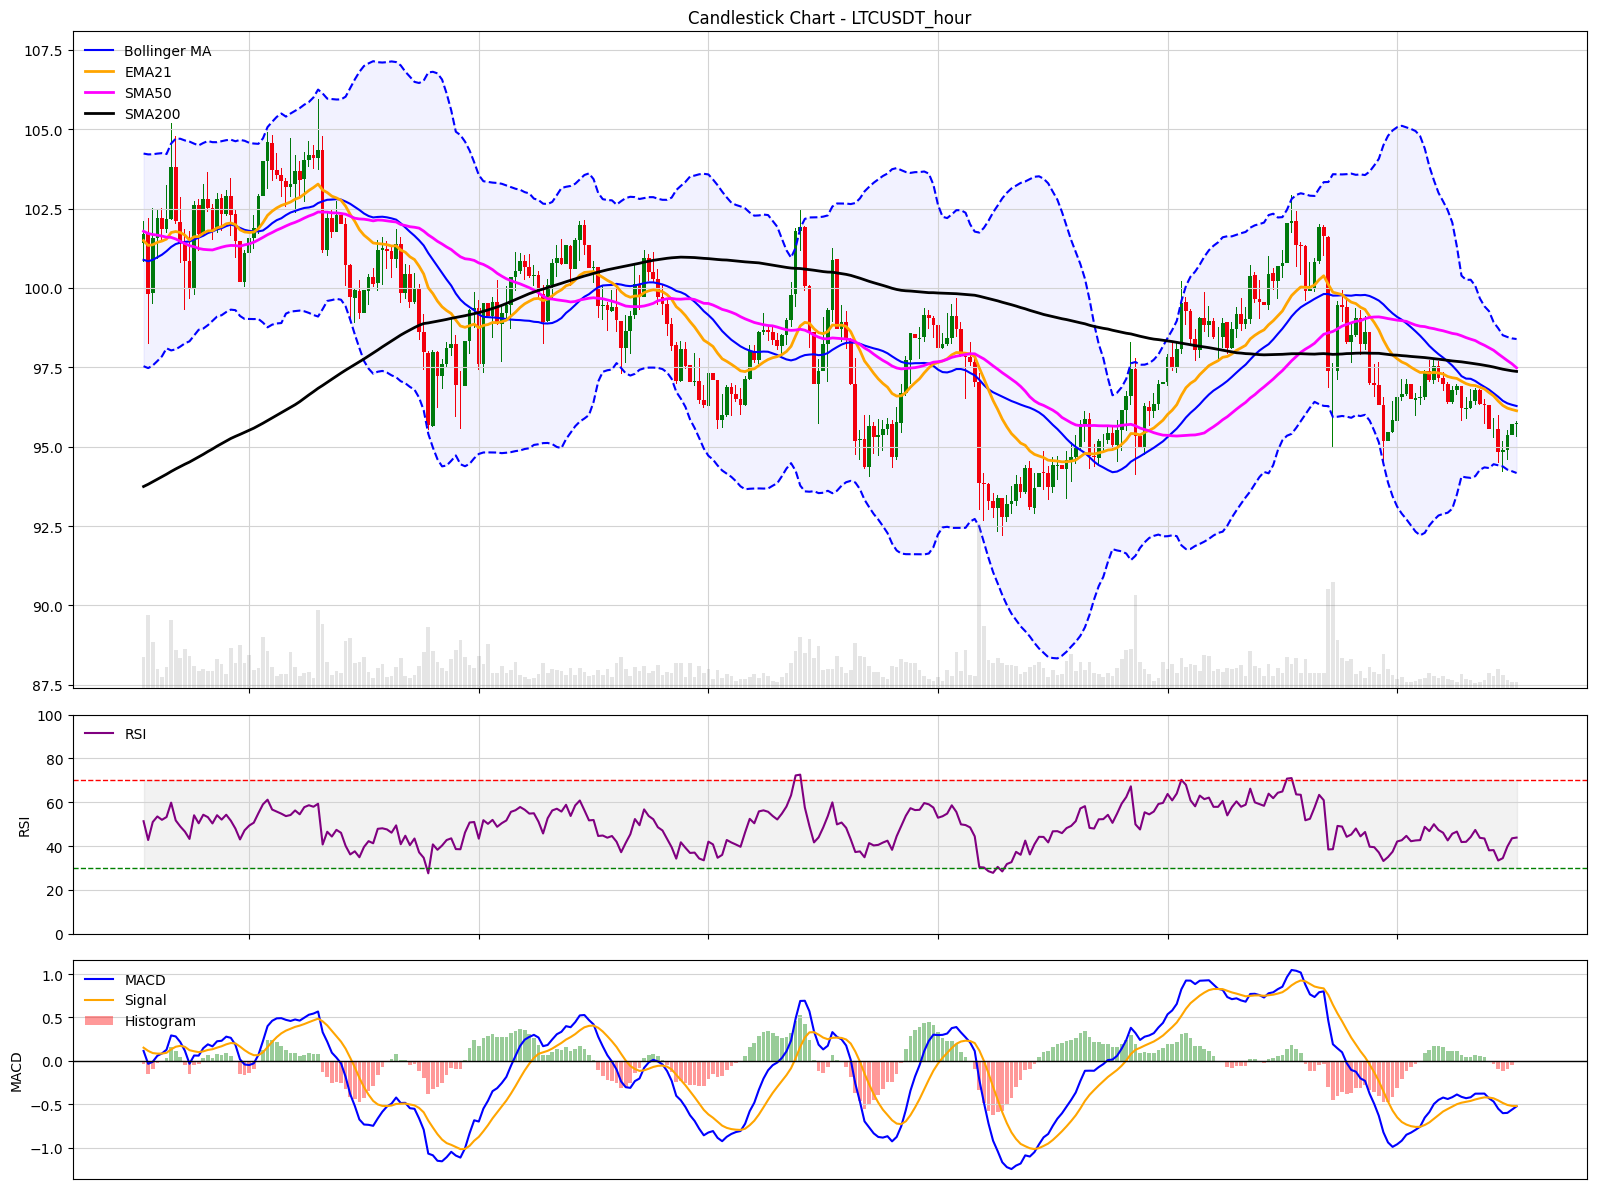 Candlestick Chart - LTCUSDT_hour
107.5
105.0
102.5
100.0
97.5
95.0
92.5
90.0
87.5
Bollinger MA
EMA21
SMA50
SMA200
100
80
60
40
20
0
RSI
RSI
1.0
0.5
0.0
−0.5
−1.0
MACD
MACD
Signal
Histogram